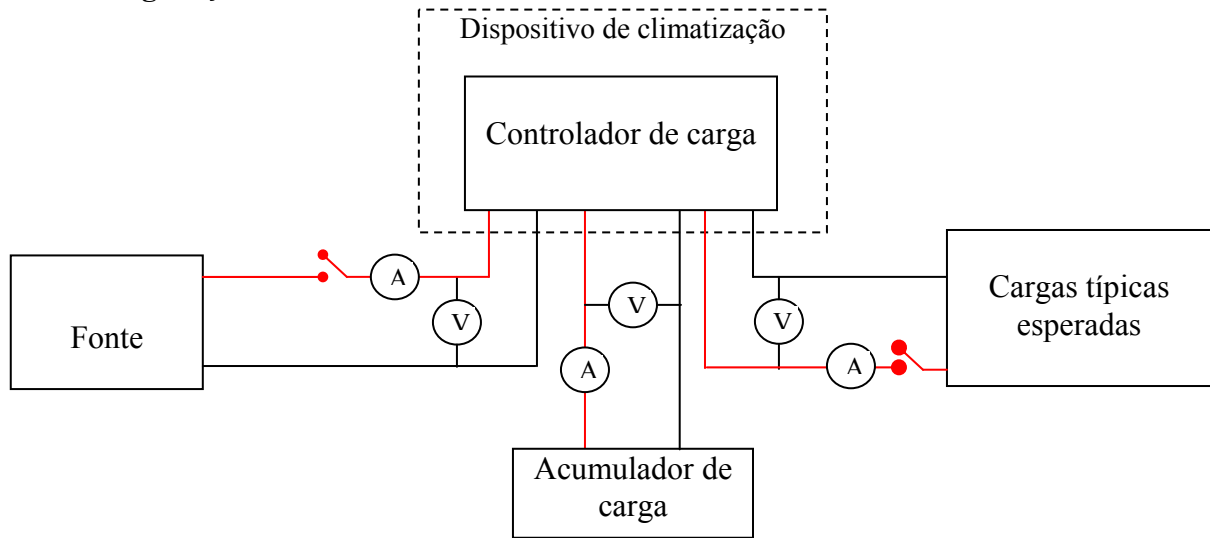 Dispositivo de climatização
Controlador de carga
Fonte
A
V
V
A
V
A
Cargas típicas
esperadas
Acumulador de
carga